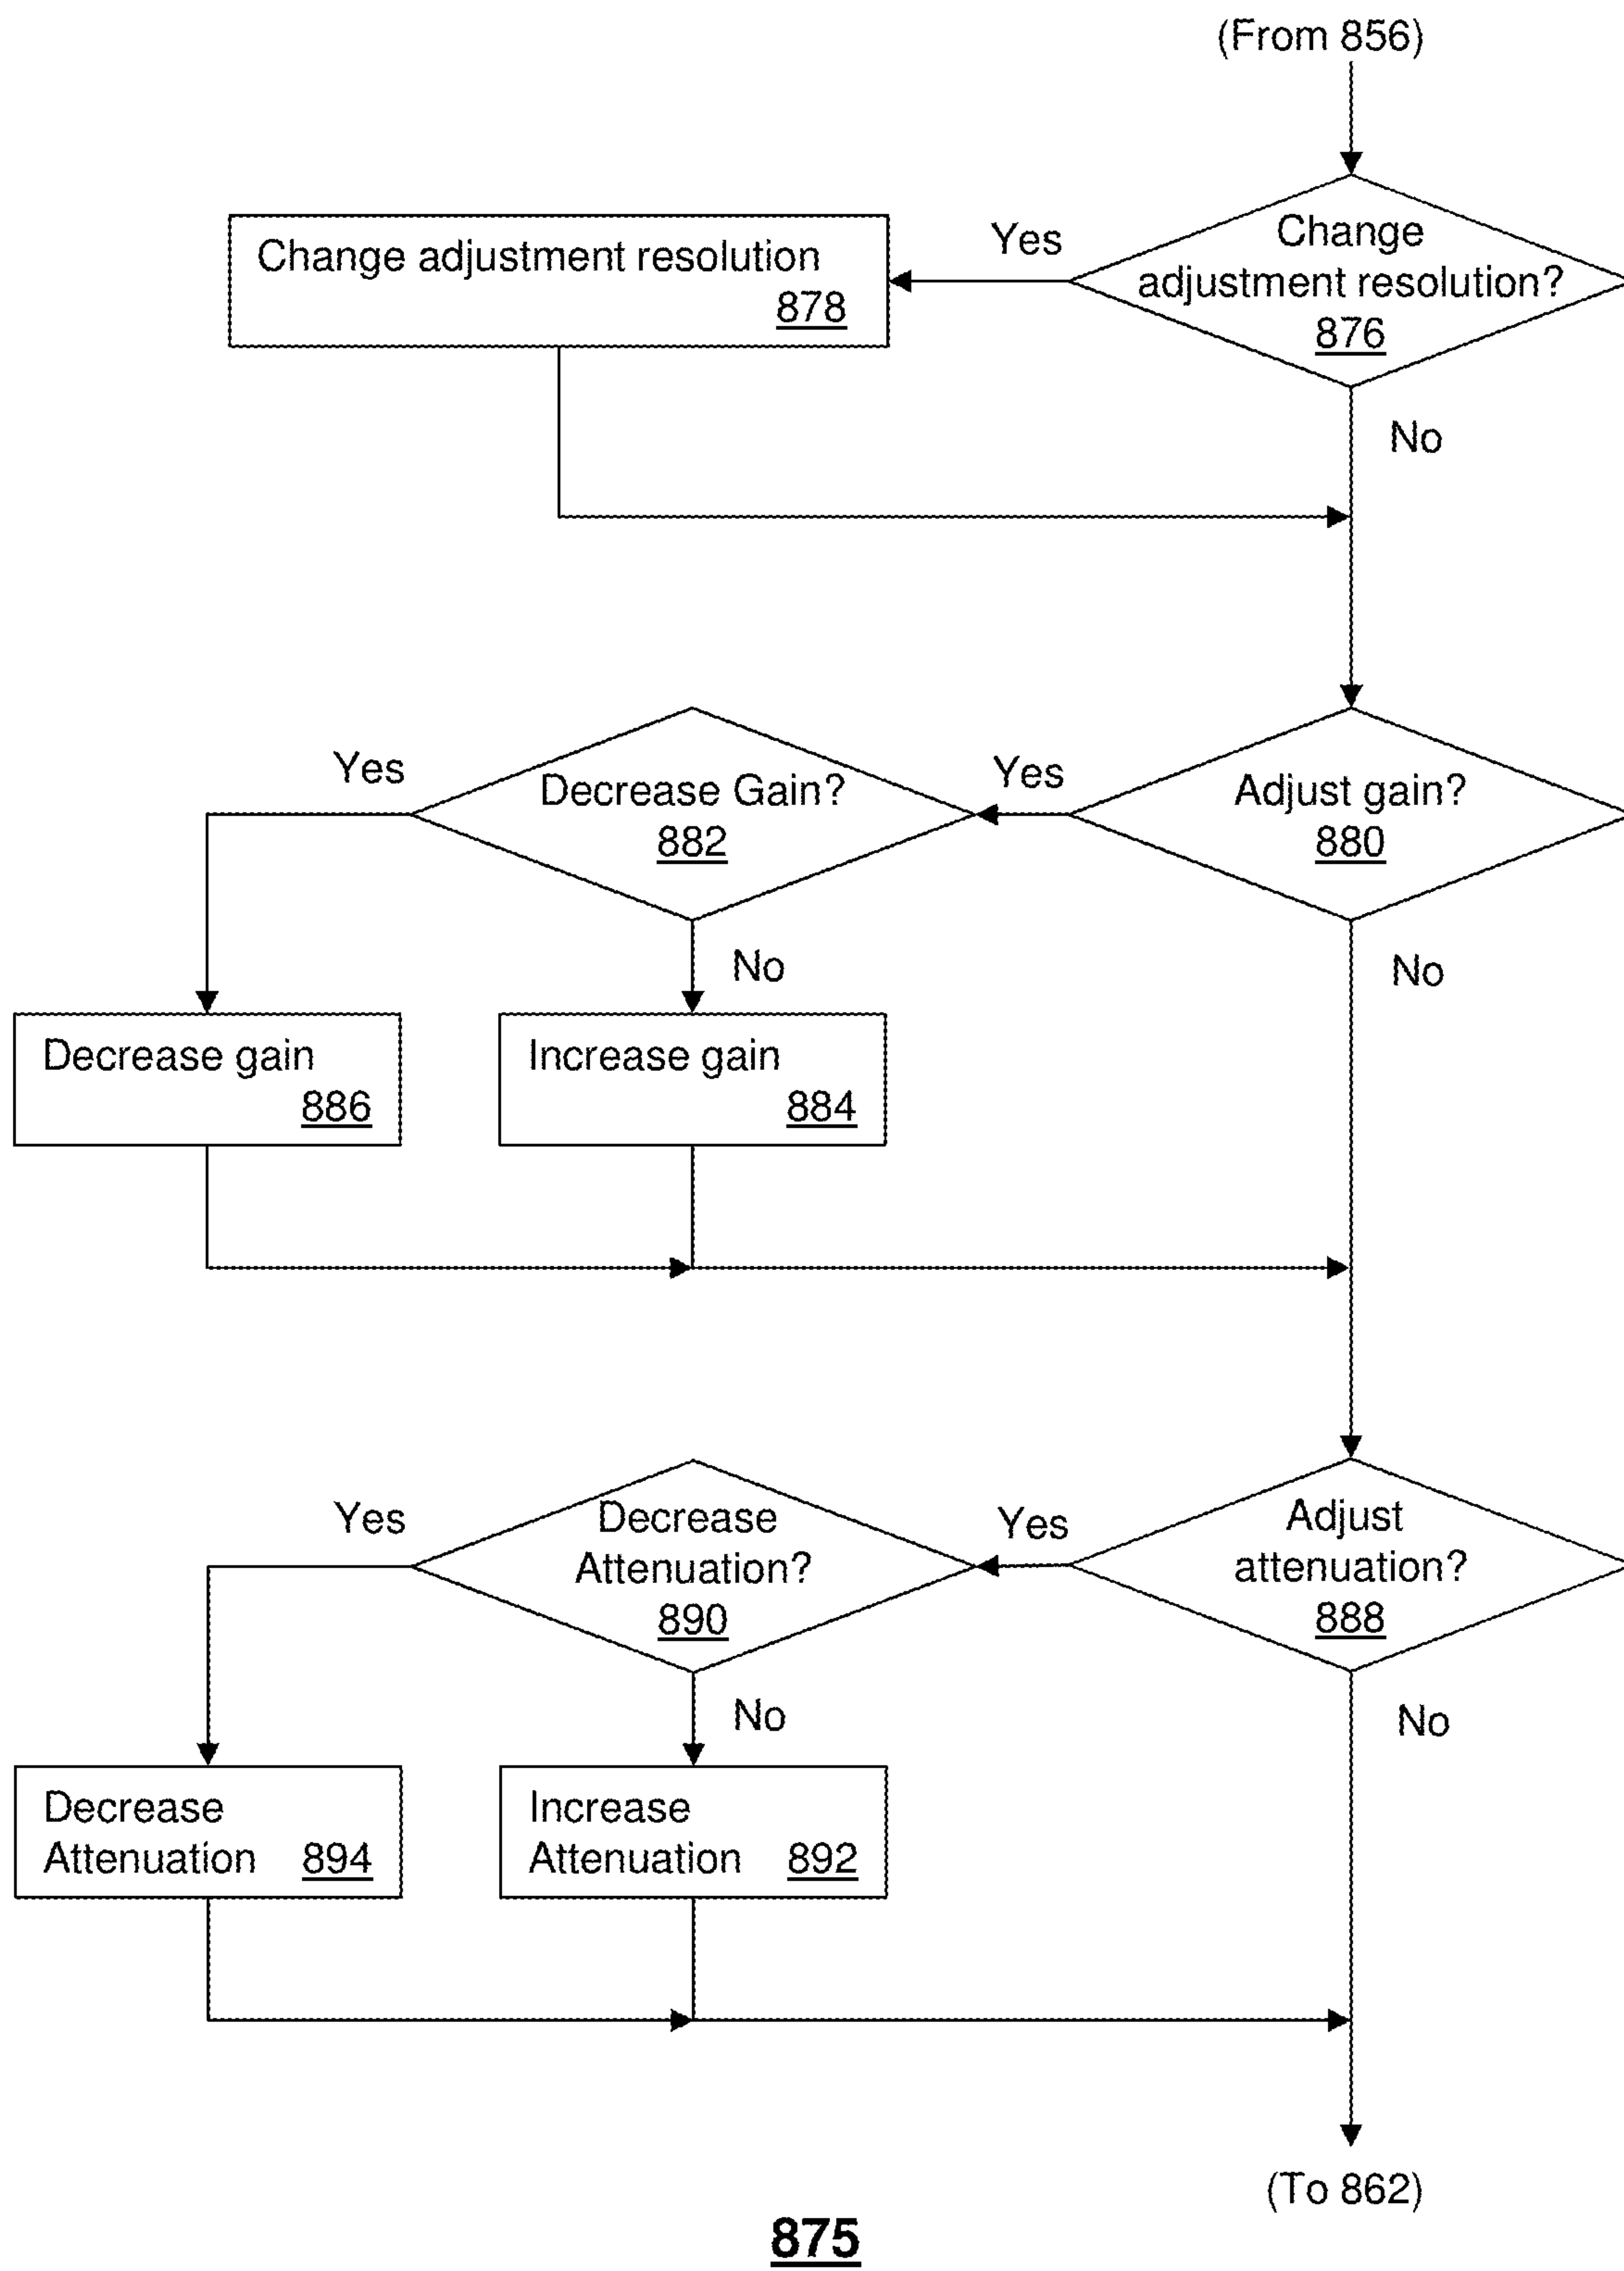 (From 856)
Change
adjustment resolution?
876
Yes
Change adjustment resolution
878
No
Adjust gain?
880
Yes
Decrease Gain?
882
Yes
No
No
Decrease gain
886
Increase gain
884
Adjust
attenuation?
888
Yes
Decrease
Attenuation?
890
Yes
No
No
Decrease
Attenuation 894
Increase
Attenuation 892
(To 862)
875